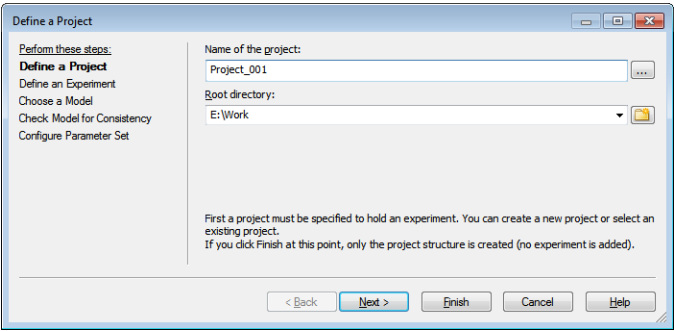 Define a Project
Perform these steps:
Define a Project
Define an Experiment
Choose a Model
Check Model for Consistency
Configure Parameter Set
Name of the project:
Project_001
...
Root directory:
E:\Work
First a project must be specified to hold an experiment. You can create a new project or select an
existing project.
If you click Finish at this point, only the project structure is created (no experiment is added).
< Back
Next >
Finish
Cancel
Help